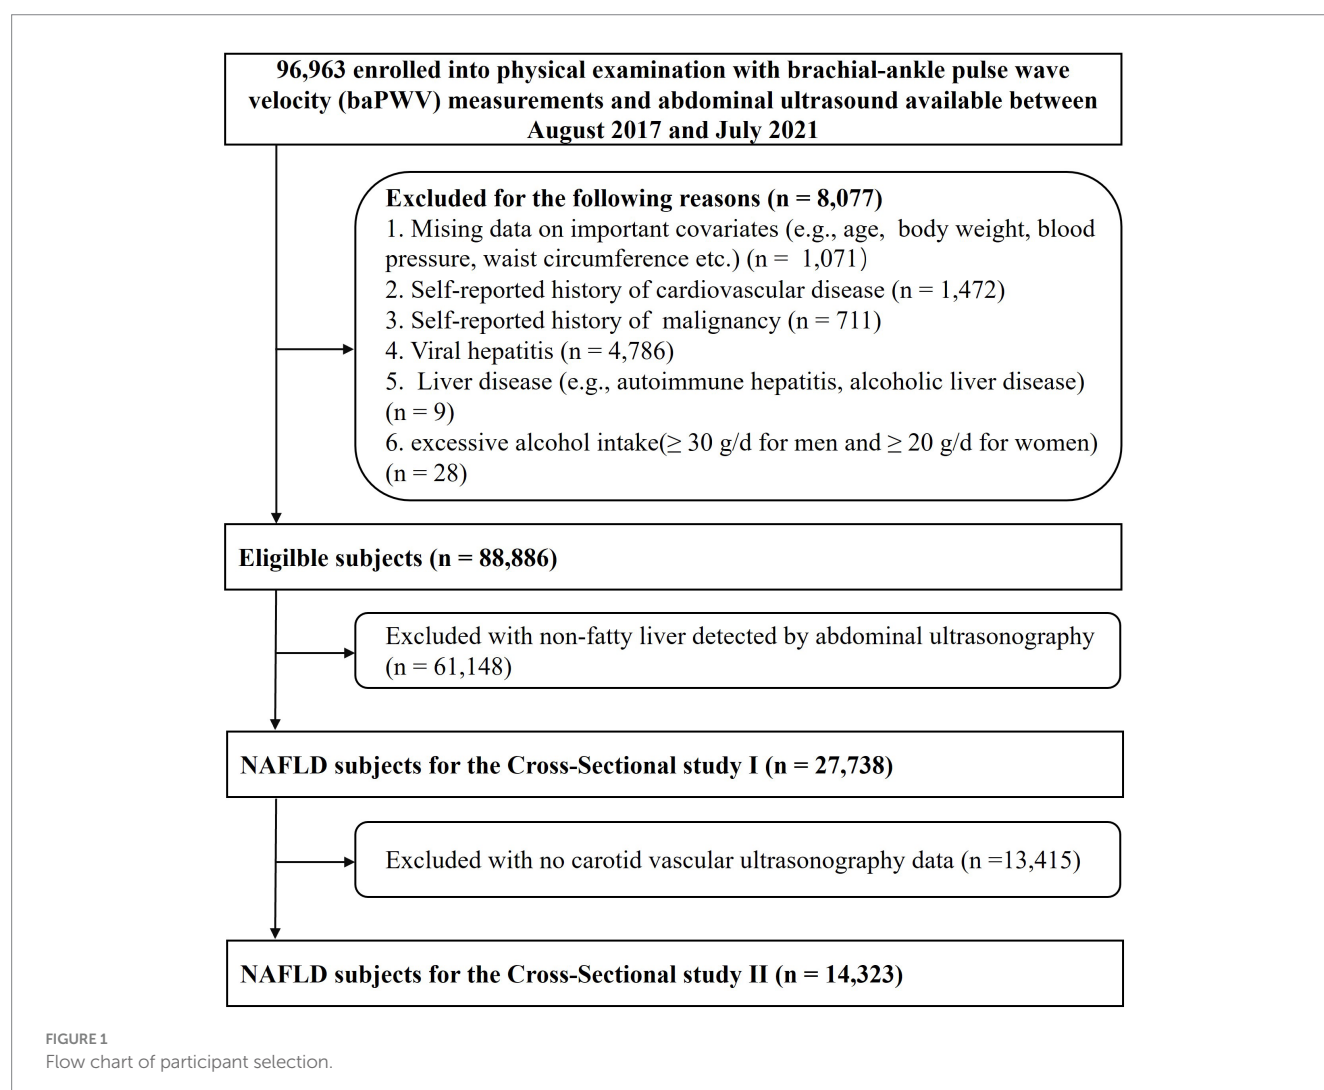 96,963 enrolled into physical examination with brachial-ankle pulse wave
velocity (baPWV) measurements and abdominal ultrasound available between
August 2017 and July 2021
Excluded for the following reasons (n = 8,077)
1. Mising data on important covariates (e.g., age, body weight, blood
pressure, waist circumference etc.) (n = 1,071)
2. Self-reported history of cardiovascular disease (n = 1,472)
3. Self-reported history of malignancy (n = 711)
4. Viral hepatitis (n = 4,786)
5. Liver disease (e.g., autoimmune hepatitis, alcoholic liver disease)
(n = 9)
6. excessive alcohol intake(≥ 30 g/d for men and ≥ 20 g/d for women)
(n = 28)
Eligilble subjects (n = 88,886)
Excluded with non-fatty liver detected by abdominal ultrasonography
(n = 61,148)
NAFLD subjects for the Cross-Sectional study I (n = 27,738)
Excluded with no carotid vascular ultrasonography data (n =13,415)
NAFLD subjects for the Cross-Sectional study II (n = 14,323)
FIGURE 1
Flow chart of participant selection.